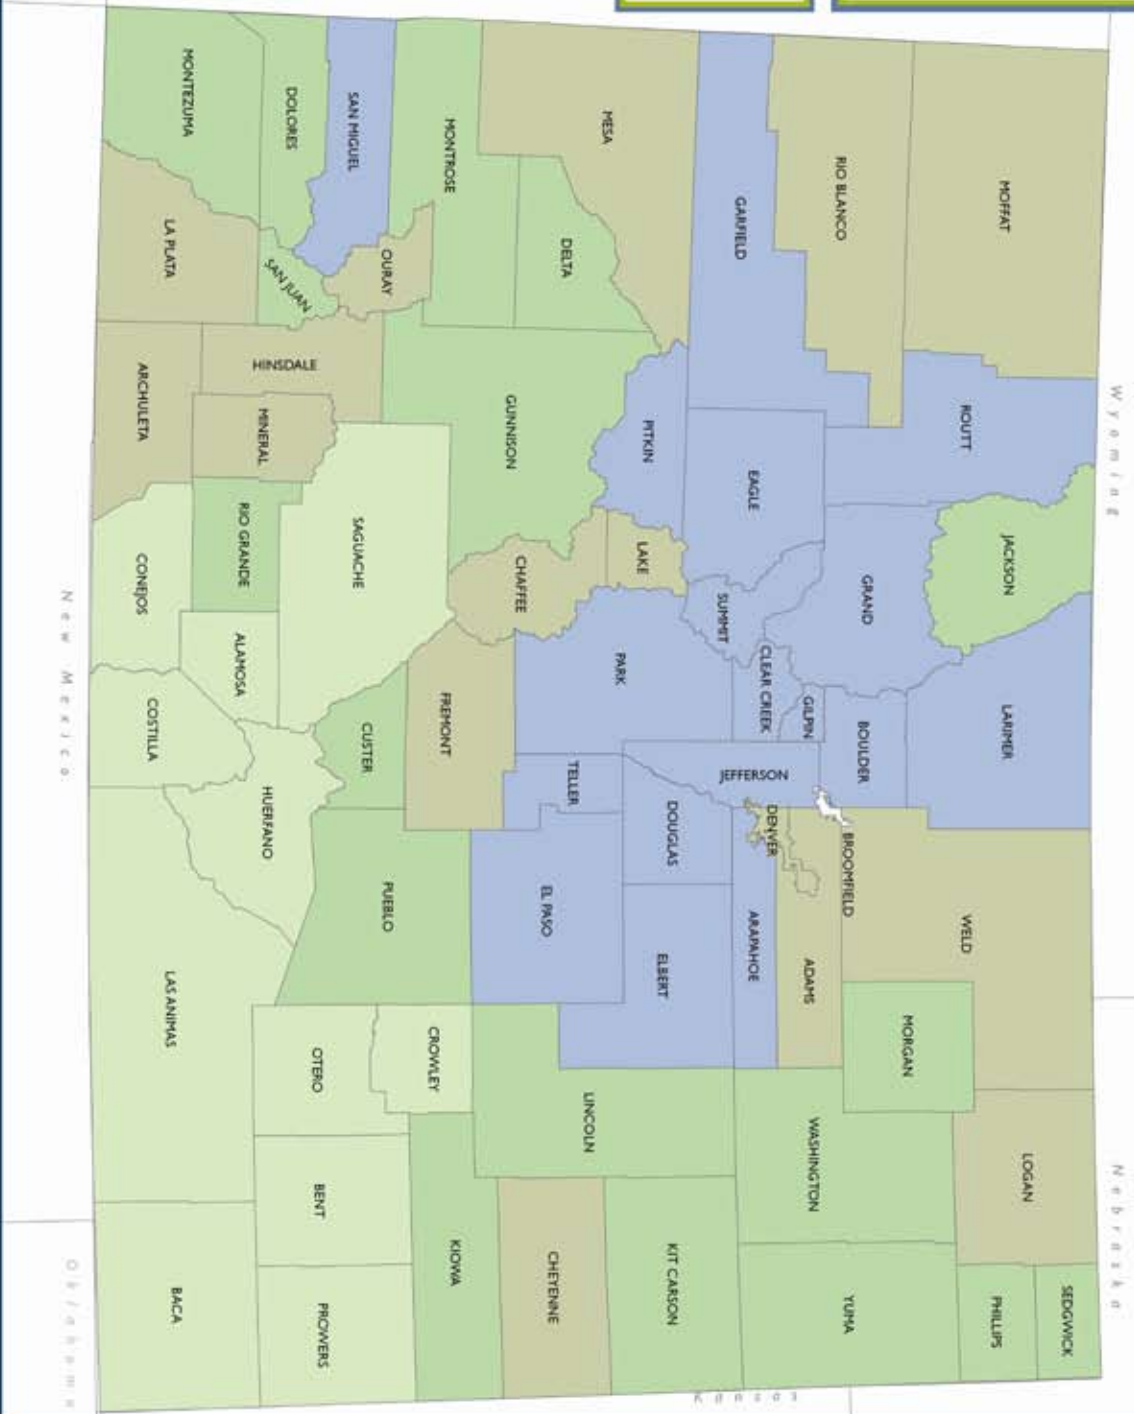 Wyoming
Nebraska
MOFFAT
ROUTT
JACKSON
LARIMER
WELD
LOGAN
SEDGWICK
PHILLIPS
RIO BLANCO
GRAND
BOULDER
BROOMFIELD
MORGAN
WASHINGTON
YUMA
GARFIELD
EAGLE
SUMMIT
CLEAR CREEK
GILPIN
JEFFERSON
DENVER
ADAMS
ARAPAHOE
MESA
PITKIN
LAKE
PARK
DOUGLAS
ELBERT
KIT CARSON
Kansas
DELTA
GUNNISON
CHAFFEE
TELLER
EL PASO
LINCOLN
CHEYENNE
MONTROSE
OURAY
FREMONT
CROWLEY
KIOWA
SAN MIGUEL
DOLORES
SAN JUAN
HINSDALE
SAGUACHE
CUSTER
PUEBLO
OTERO
BENT
PROWERS
MINERAL
RIO GRANDE
ALAMOSA
HUERFANO
MONTEZUMA
LA PLATA
ARCHULETA
CONEJOS
COSTILLA
LAS ANIMAS
BACA
New Mexico
Oklahoma